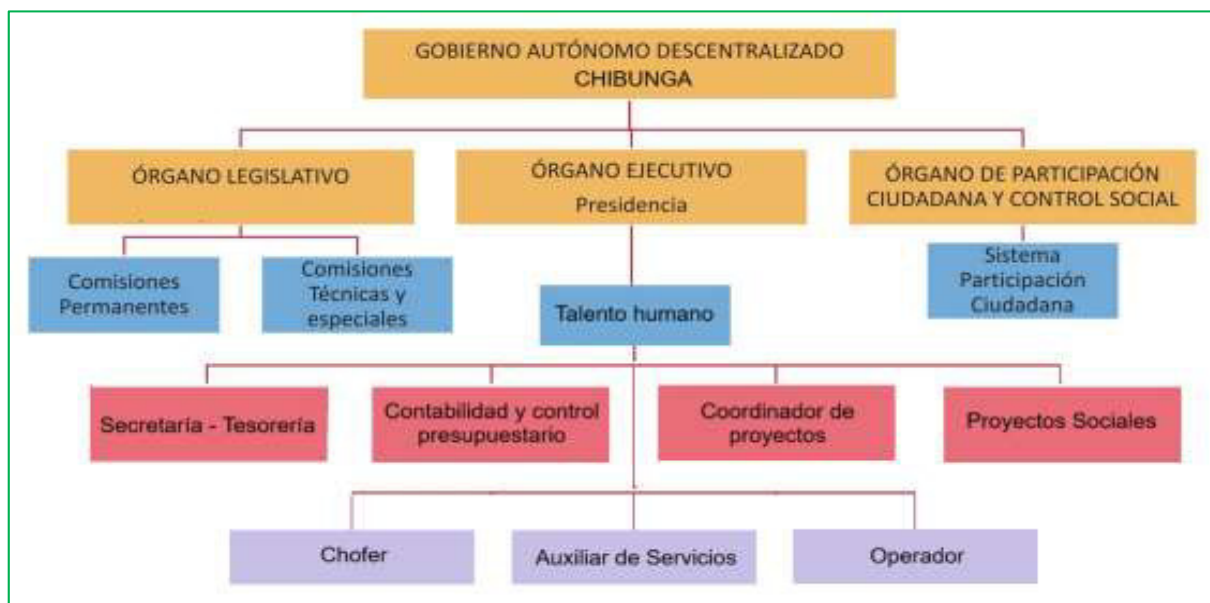 GOBIERNO AUTÓNOMO DESCENTRALIZADO
CHIBUNGA
ÓRGANO LEGISLATIVO
ÓRGANO EJECUTIVO
Presidencia
ÓRGANO DE PARTICIPACIÓN
CIUDADANA Y CONTROL SOCIAL
Comisiones
Permanentes
Comisiones
Técnicas y
especiales
Talento humano
Sistema
Participación
Ciudadana
Secretaría - Tesorería
Contabilidad y control
presupuestario
Coordinador de
proyectos
Proyectos Sociales
Chofer
Auxiliar de Servicios
Operador